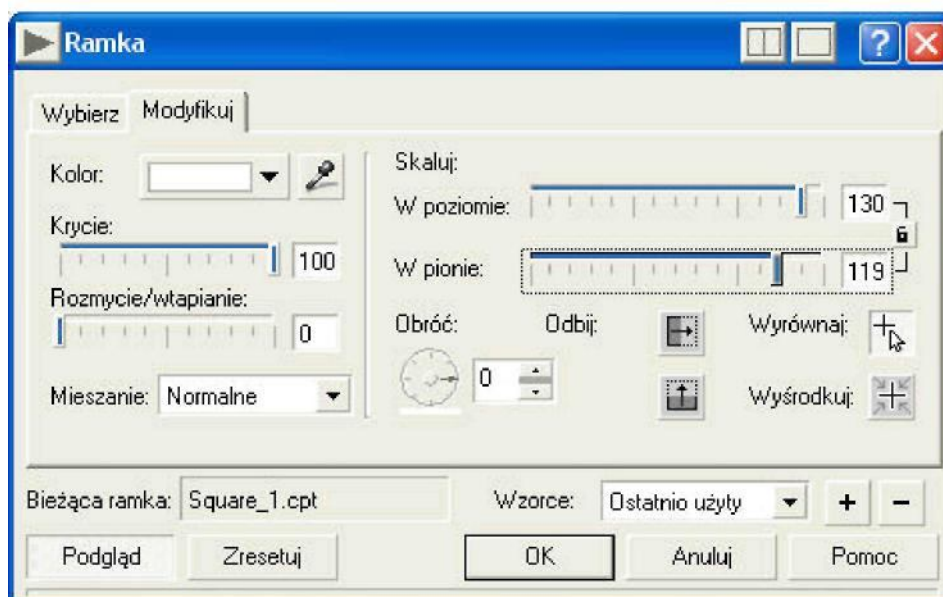 Ramka
Wybierz Modyfikuj
Kolor:
Krycie:
100
Rozmycie/wtapianie:
0
Mieszanie: Normalne
Skaluj:
W poziomie: 130
W pionie: 119
Obróć: Odbij: Wyrównaj:
0
Wyśrodkuj:
Bieżąca ramka: Square_1.cpt Wzorce: Ostatnio użyty + -
Podgląd Zresetuj OK Anuluj Pomoc